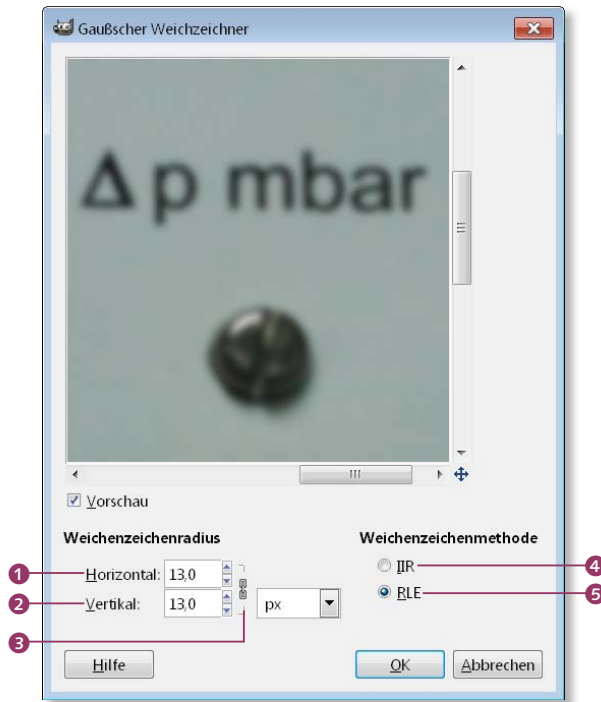 Gaußscher Weichzeichner
Δ p mbar
Vorschau
Weichenzeichenradius
Weichenzeichenmethode
1 Horizontal: 13,0
2 Vertikal: 13,0
px
3
IIR 4
RLE 5
Hilfe
OK
Abbrechen